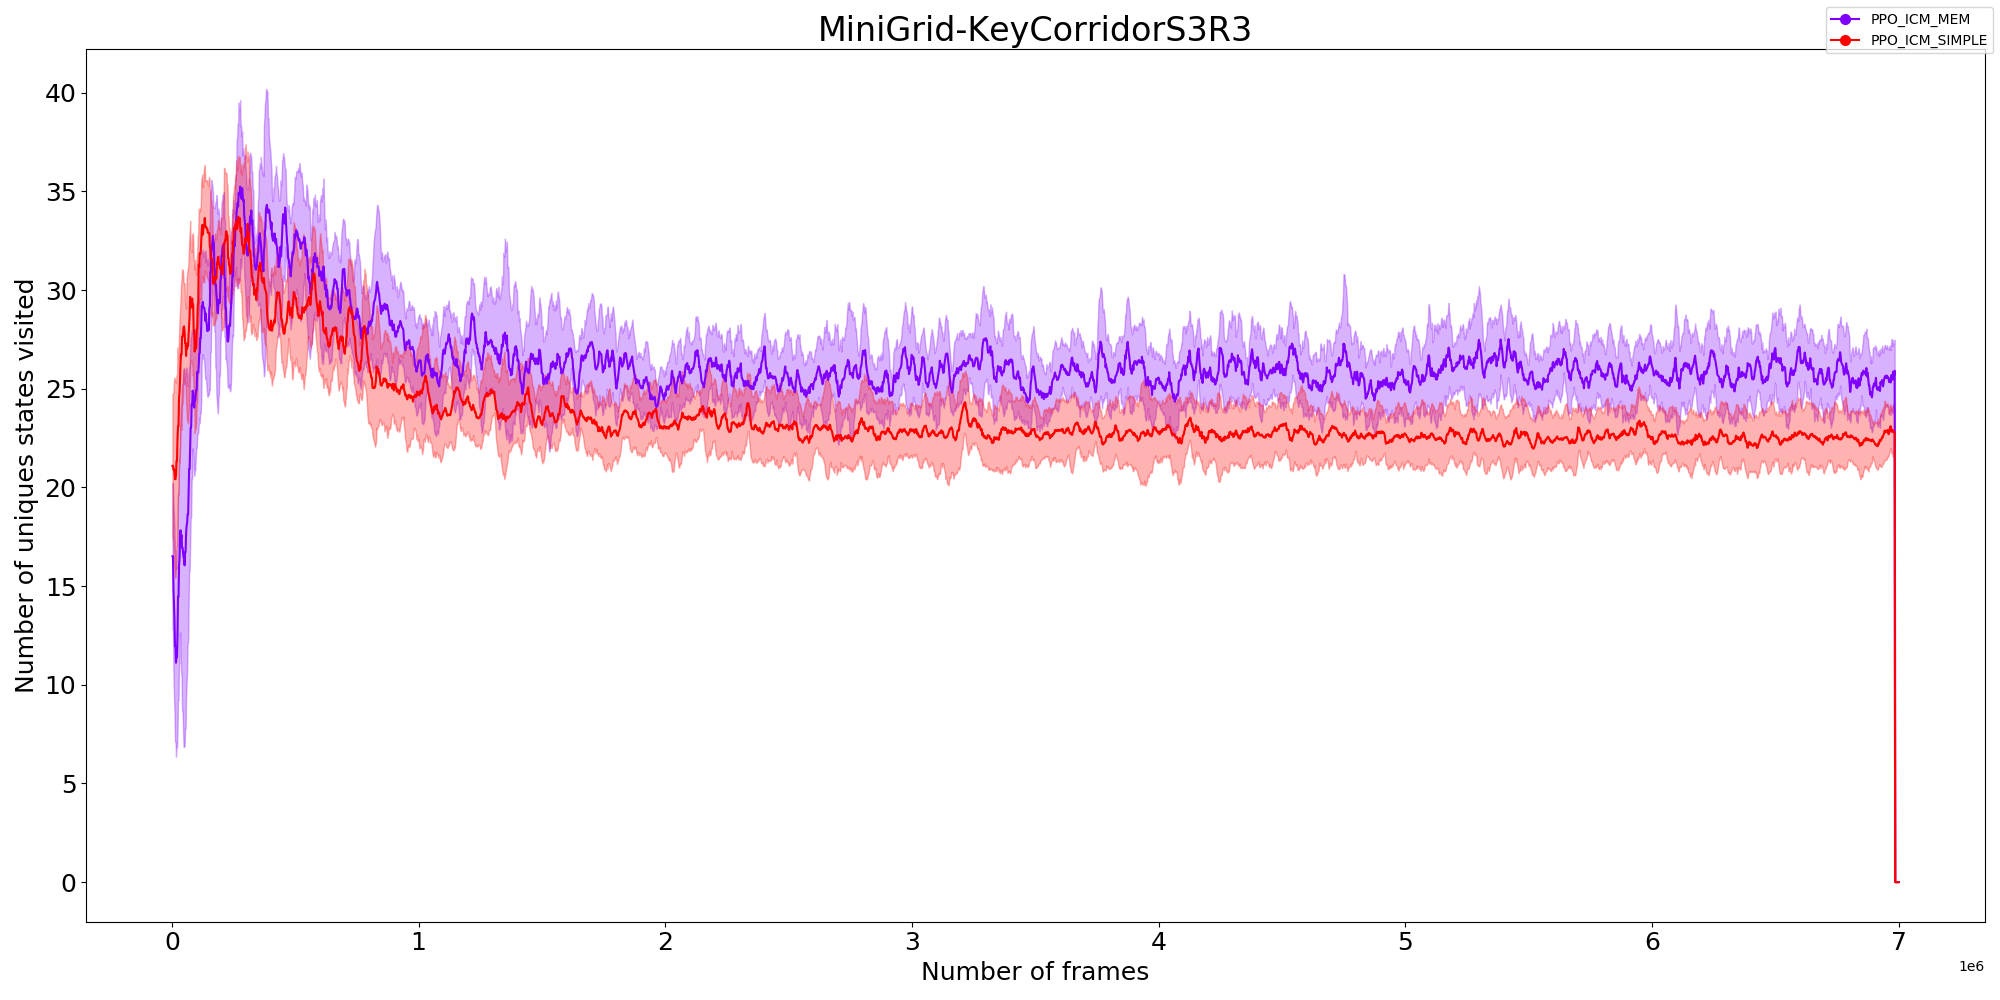 MiniGrid-KeyCorridorS3R3
PPO_ICM_MEM
PPO_ICM_SIMPLE
Number of uniques states visited
40
35
30
25
20
15
10
5
0
0 1 2 3 4 5 6 7
1e6
Number of frames